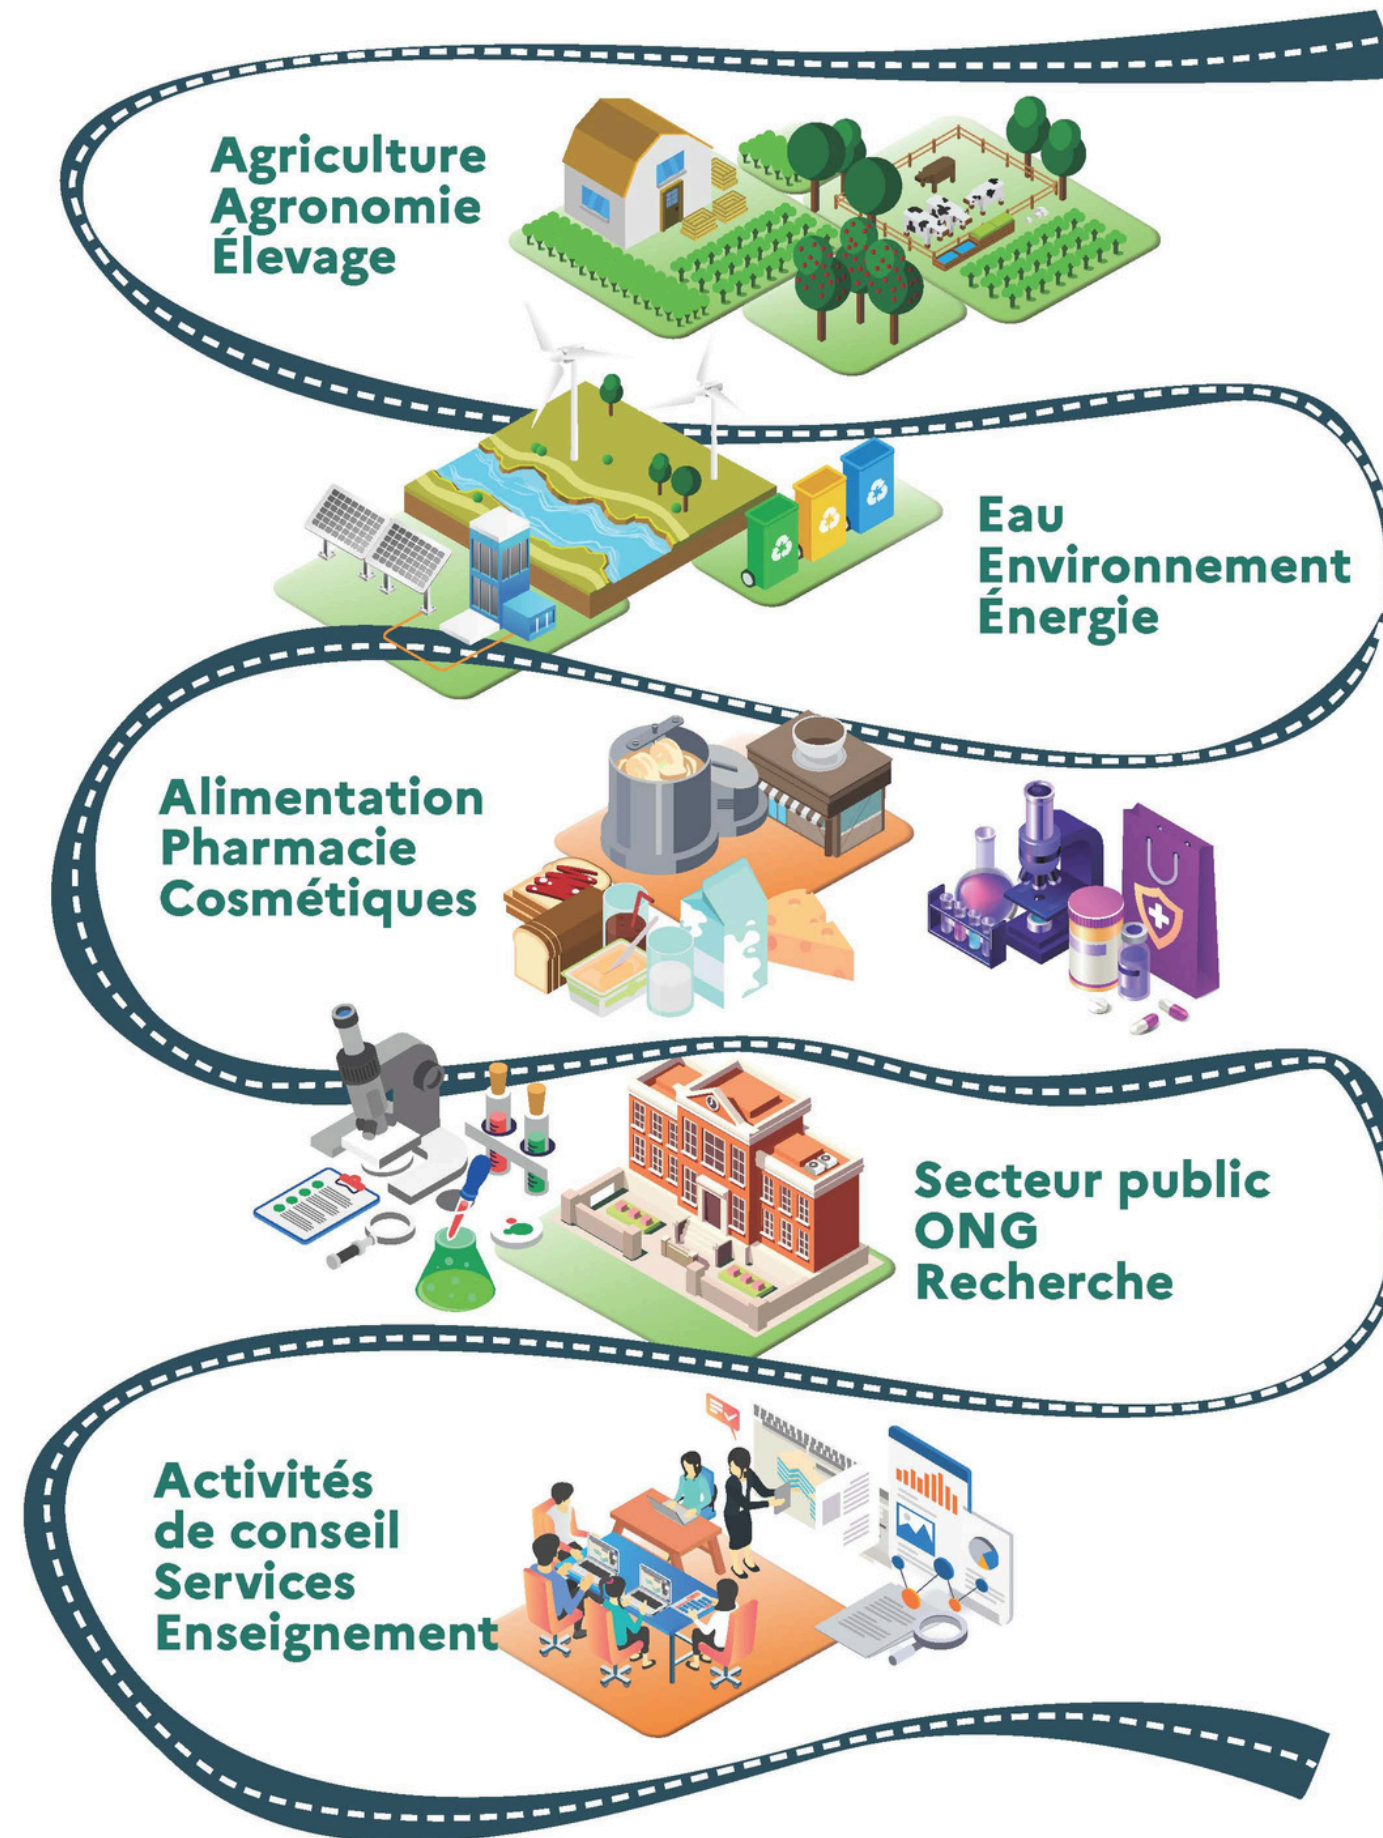 Agriculture
Agronomie
Élevage
Eau
Environnement
Énergie
Alimentation
Pharmacie
Cosmétiques
Secteur public
ONG
Recherche
Activités
de conseil
Services
Enseignement